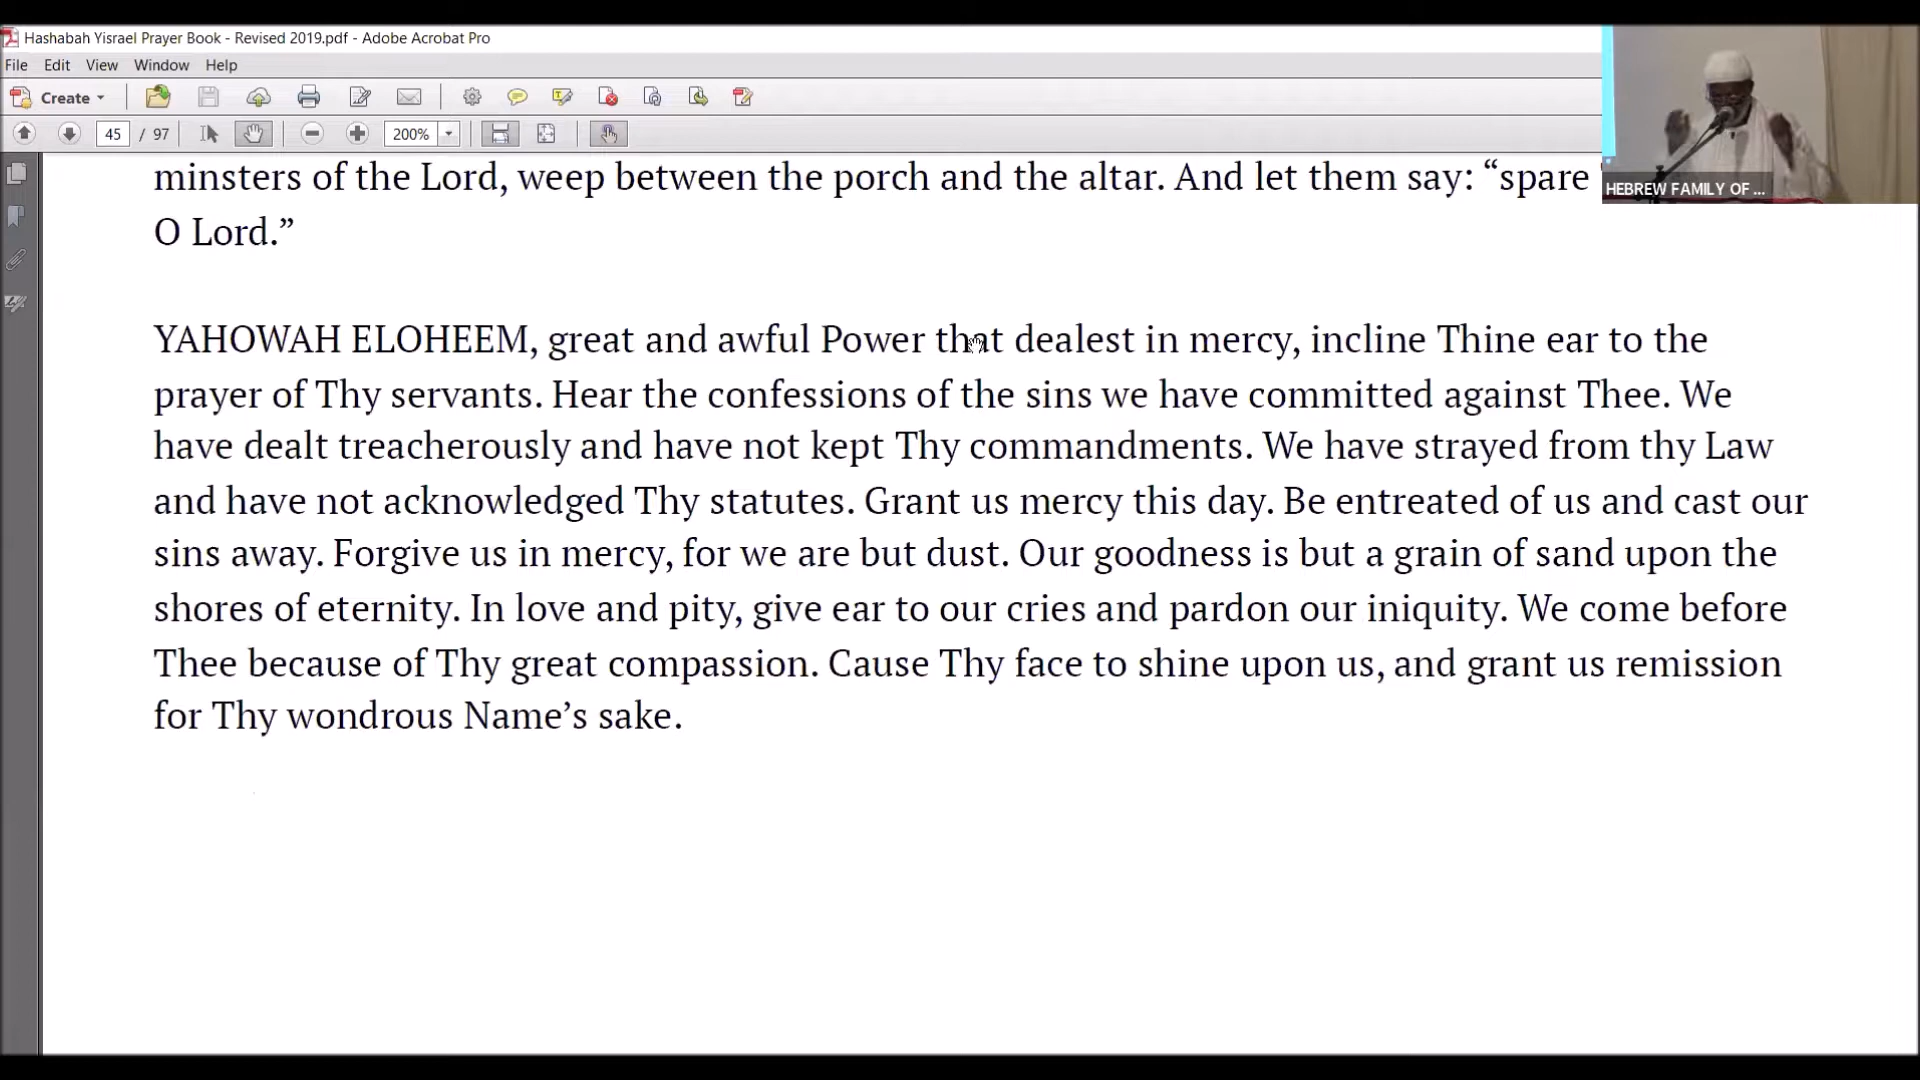 Hashabah Yisrael Prayer Book - Revised 2019.pdf - Adobe Acrobat Pro
File Edit View Window Help
Create
45 / 97 200%
HEBREW FAMILY OF ...
minsters of the Lord, weep between the porch and the altar. And let them say: “spare
O Lord.”
YAHOWAH ELOHEEM, great and awful Power that dealest in mercy, incline Thine ear to the
prayer of Thy servants. Hear the confessions of the sins we have committed against Thee. We
have dealt treacherously and have not kept Thy commandments. We have strayed from thy Law
and have not acknowledged Thy statutes. Grant us mercy this day. Be entreated of us and cast our
sins away. Forgive us in mercy, for we are but dust. Our goodness is but a grain of sand upon the
shores of eternity. In love and pity, give ear to our cries and pardon our iniquity. We come before
Thee because of Thy great compassion. Cause Thy face to shine upon us, and grant us remission
for Thy wondrous Name’s sake.